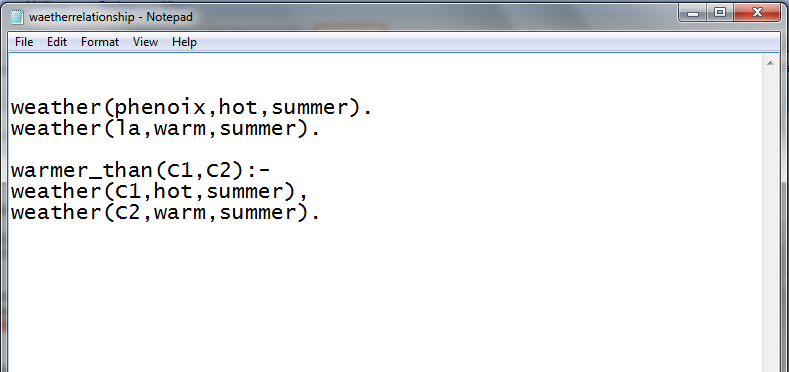 waetherrelationship - Notepad
File Edit Format View Help
weather(phenoix,hot,summer).
weather(la,warm,summer).
warmer_than(C1,C2):-
weather(C1,hot,summer),
weather(C2,warm,summer).